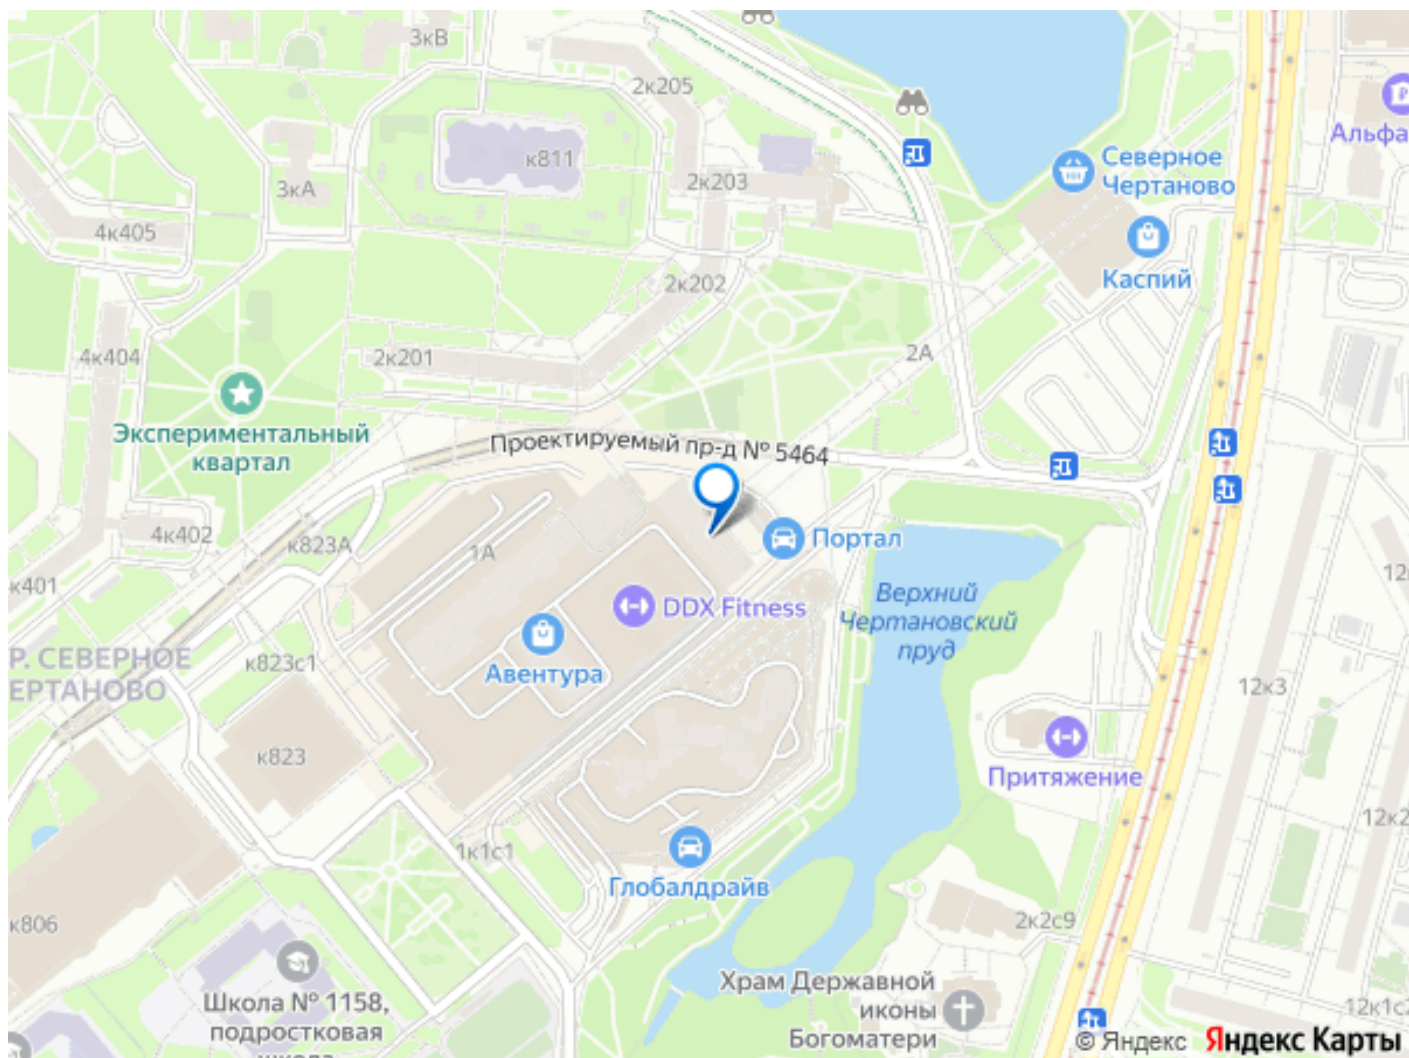 3кВ
2к205
Альфа
к811
Северное
Чертаново
2к203
3кА
4к405
Каспий
2к202
2А
4к404
2к201
Экспериментальный
квартал
Проектируемый пр-д № 5464
4к402
к823А
1А
Портал
к401
Верхний
Чертановский
пруд
DDX Fitness
12
Р. СЕВЕРНОЕ
ЕРТАНОВО
к823с1
Авентура
12к3
к823
Притяжение
12к2
1к1с1
Глобалдрайв
к806
2к2с9
Школа № 1158,
подростковая
школа
Храм Державной
иконы
Богоматери
12к1с2
© Яндекс Яндекс Карты